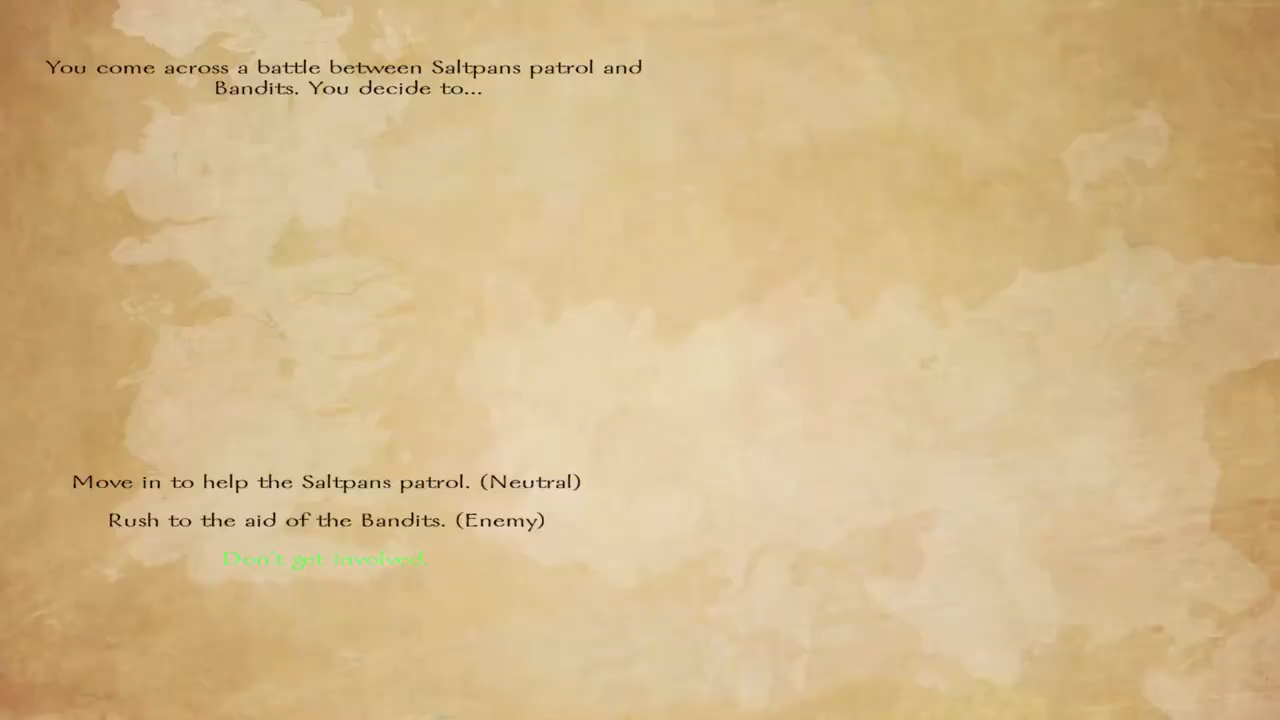 You come across a battle between Saltpans patrol and
Bandits. You decide to...
Move in to help the Saltpans patrol. (Neutral)
Rush to the aid of the Bandits. (Enemy)
Don't get involved.